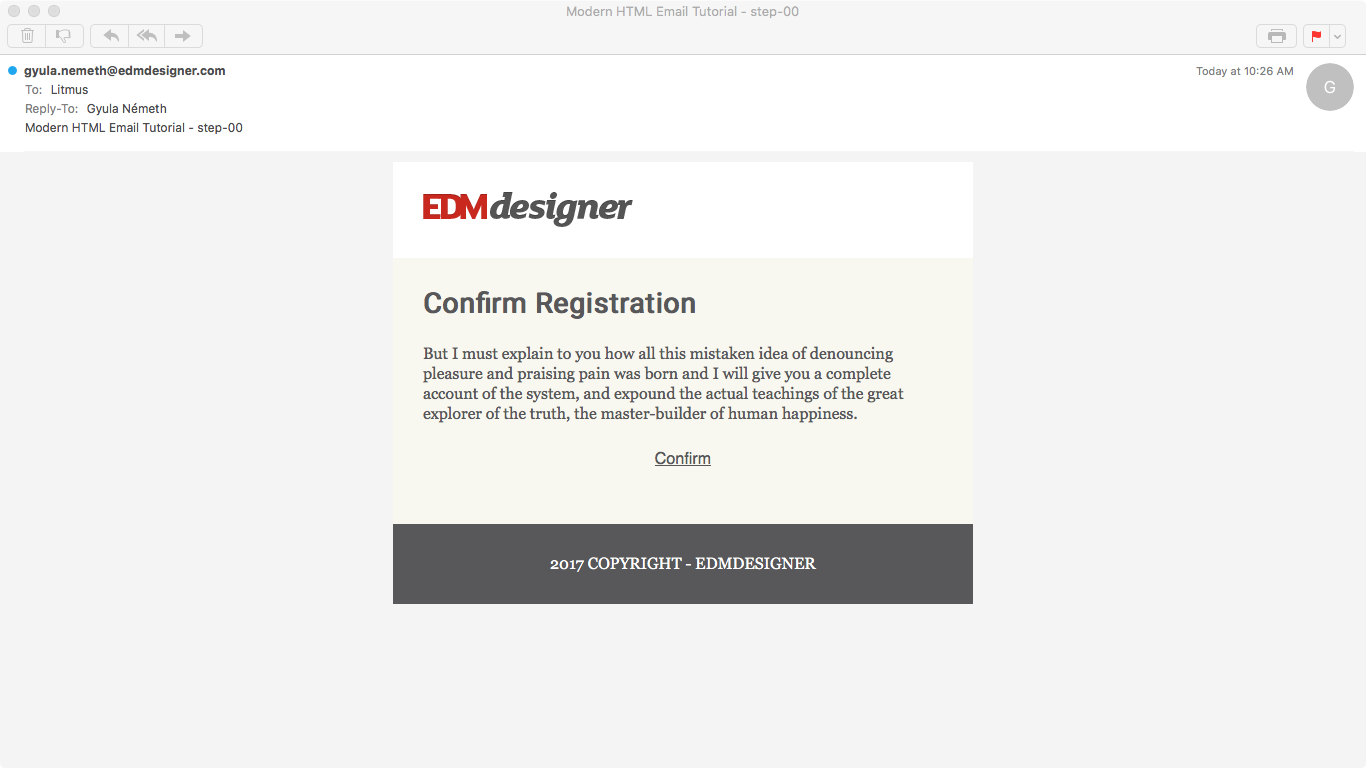 Modern HTML Email Tutorial - step-00
gyula.nemeth@edmdesigner.com
Today at 10:26 AM
G
To: Litmus
Reply-To: Gyula Németh
Modern HTML Email Tutorial - step-00
EDMdesigner
Confirm Registration
But I must explain to you how all this mistaken idea of denouncing
pleasure and praising pain was born and I will give you a complete
account of the system, and expound the actual teachings of the great
explorer of the truth, the master-builder of human happiness.
Confirm
2017 COPYRIGHT - EDMDESIGNER